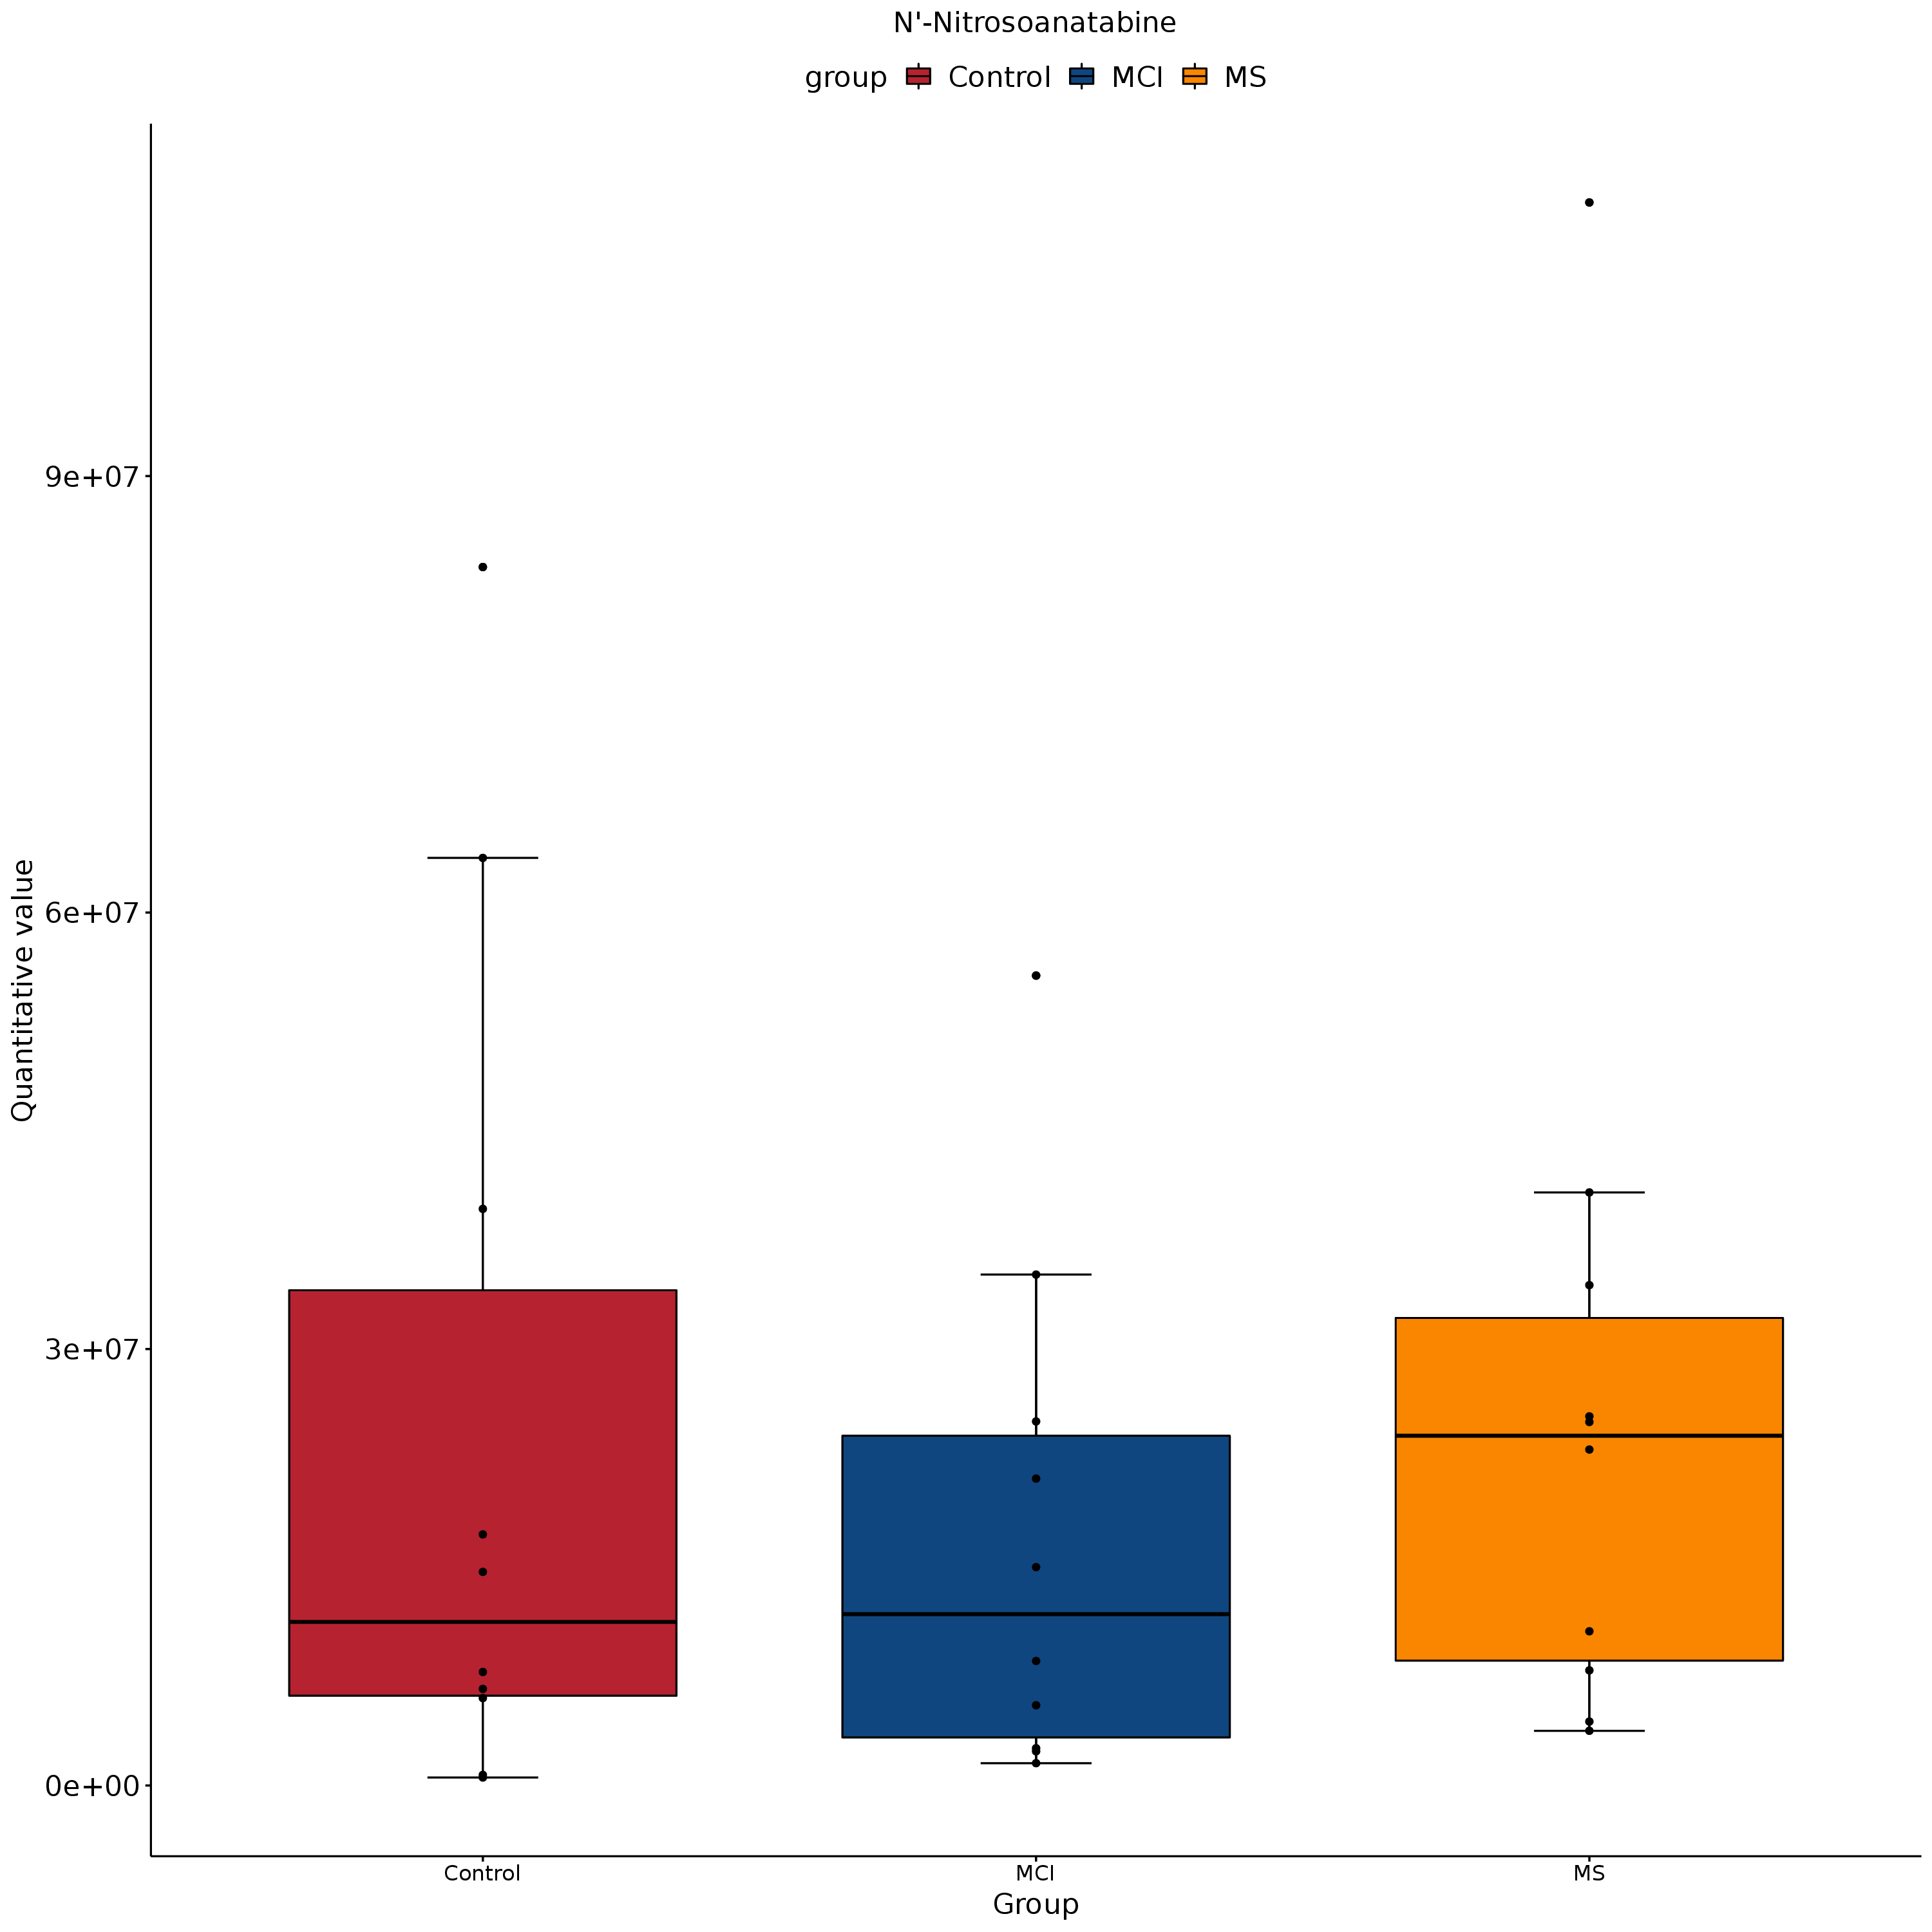 N'-Nitrosoanatabine
group Control MCI MS
Quantitative value
9e+07
6e+07
3e+07
0e+00
Control MCI MS
Group